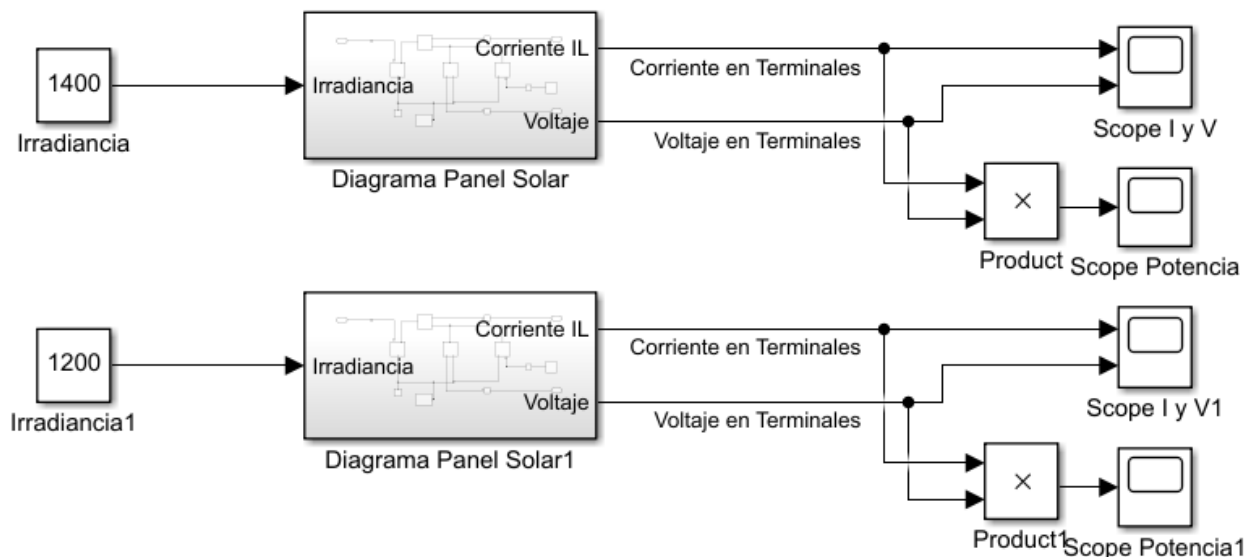 1400
Irradiancia
Irradiancia
Corriente IL
Voltaje
Diagrama Panel Solar
Corriente en Terminales
Voltaje en Terminales
Scope I y V
×
Product
Scope Potencia
1200
Irradiancia1
Irradiancia
Corriente IL
Voltaje
Diagrama Panel Solar1
Corriente en Terminales
Voltaje en Terminales
Scope I y V1
×
Product1
Scope Potencia1